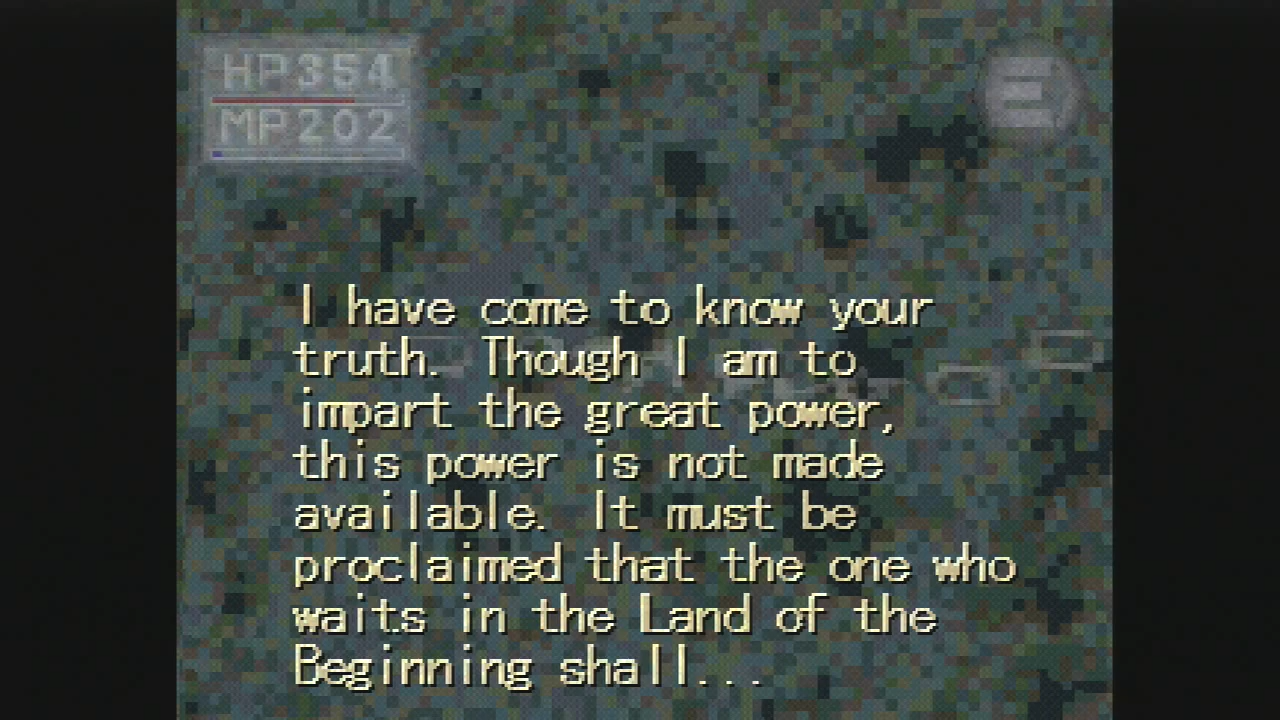 HP354
MP202
E
I have come to know your
truth. Though I am to
impart the great power,
this power is not made
available. It must be
proclaimed that the one who
waits in the Land of the
Beginning shall...